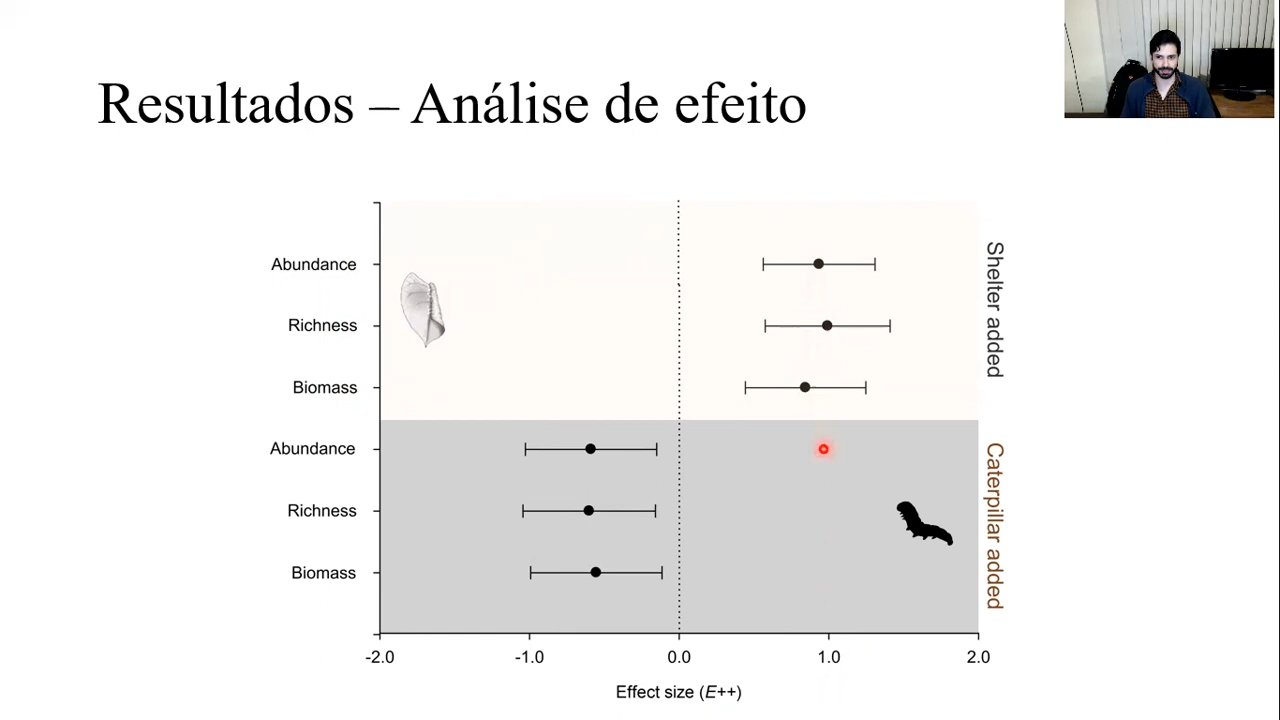 Resultados – Análise de efeito
Abundance
Richness
Biomass
Shelter added
Abundance
Richness
Biomass
Caterpillar added
-2.0 -1.0 0.0 1.0 2.0
Effect size (E++)